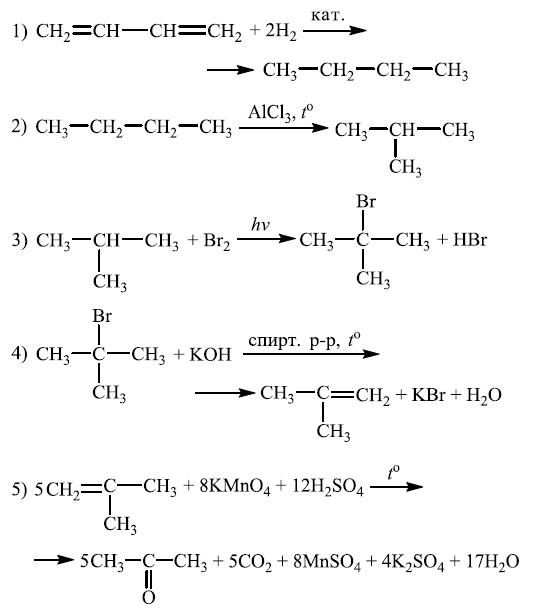 1) CH₂=CH—CH=CH₂ + 2H₂ кат. →
→ CH₃—CH₂—CH₂—CH₃
2) CH₃—CH₂—CH₂—CH₃ AlCl₃, t° → CH₃—CH—CH₃
CH₃
Br
3) CH₃—CH—CH₃ + Br₂ hν → CH₃—C—CH₃ + HBr
CH₃ CH₃
Br
4) CH₃—C—CH₃ + KOH спирт. р-р, t° →
CH₃
→ CH₃—C=CH₂ + KBr + H₂O
CH₃
5) 5CH₂=C—CH₃ + 8KMnO₄ + 12H₂SO₄ t° →
CH₃
→ 5CH₃—C—CH₃ + 5CO₂ + 8MnSO₄ + 4K₂SO₄ + 17H₂O
O